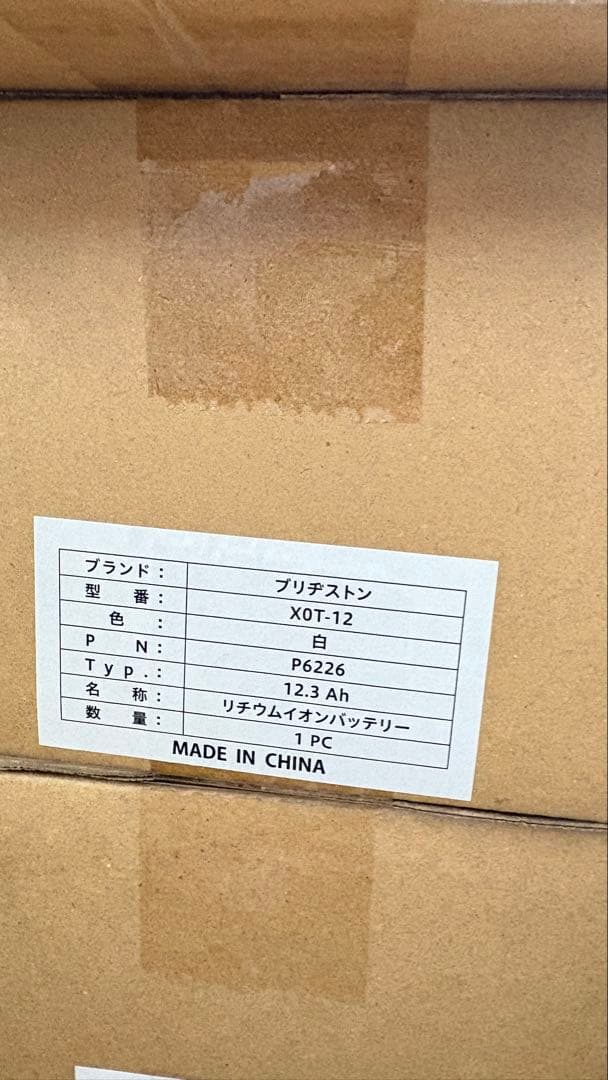 ブランド： ブリヂストン
型番： X0T-12
色： 白
PN： P6226
Typ.： 12.3 Ah
名称： リチウムイオンバッテリー
数量： 1 PC
MADE IN CHINA